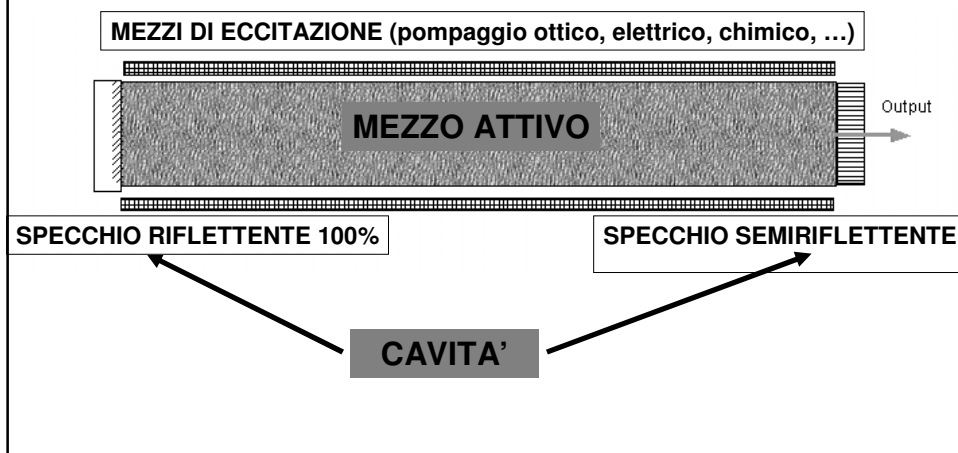 MEZZI DI ECCITAZIONE (pompaggio ottico, elettrico, chimico, …)
MEZZO ATTIVO
Output
SPECCHIO RIFLETTENTE 100%
SPECCHIO SEMIRIFLETTENTE
CAVITA’